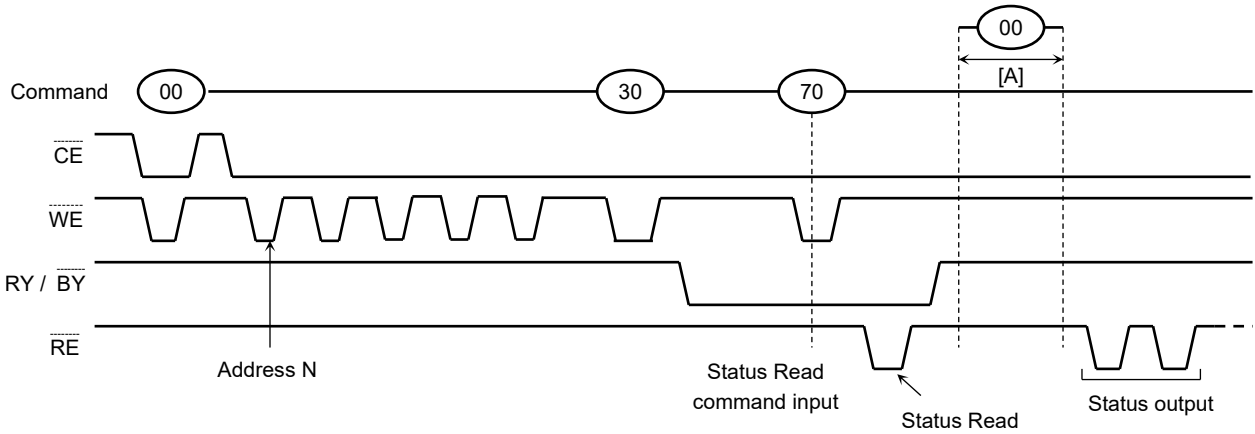 00
[A]
Command 00 30 70
CE
WE
RY / BY
RE
Address N
Status Read
command input
Status Read
Status output